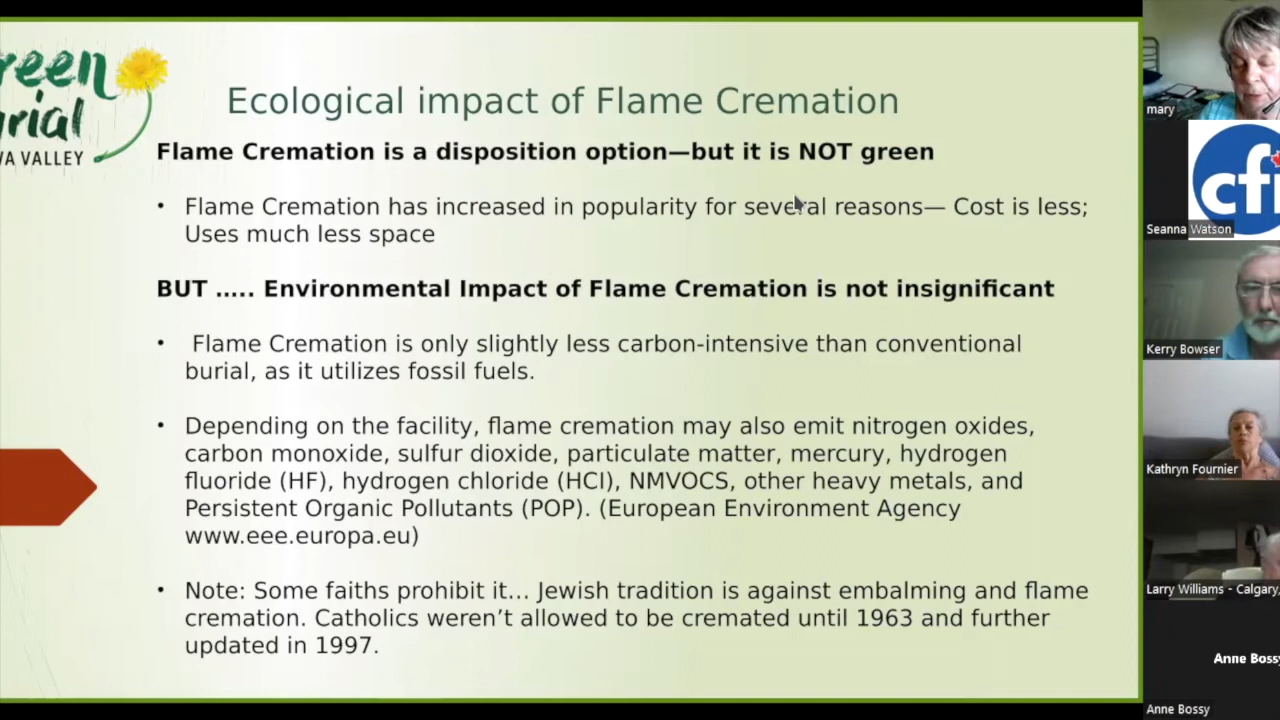 reen
rial
VA VALLEY
Ecological impact of Flame Cremation
Flame Cremation is a disposition option—but it is NOT green
• Flame Cremation has increased in popularity for several reasons— Cost is less;
Uses much less space
BUT ..... Environmental Impact of Flame Cremation is not insignificant
• Flame Cremation is only slightly less carbon-intensive than conventional
burial, as it utilizes fossil fuels.
• Depending on the facility, flame cremation may also emit nitrogen oxides,
carbon monoxide, sulfur dioxide, particulate matter, mercury, hydrogen
fluoride (HF), hydrogen chloride (HCI), NMVOCS, other heavy metals, and
Persistent Organic Pollutants (POP). (European Environment Agency
www.eee.europa.eu)
• Note: Some faiths prohibit it... Jewish tradition is against embalming and flame
cremation. Catholics weren’t allowed to be cremated until 1963 and further
updated in 1997.
mary
cfi
Seanna Watson
Kerry Bowser
Kathryn Fournier
Larry Williams - Calgary,
Anne Bossy
Anne Bossy